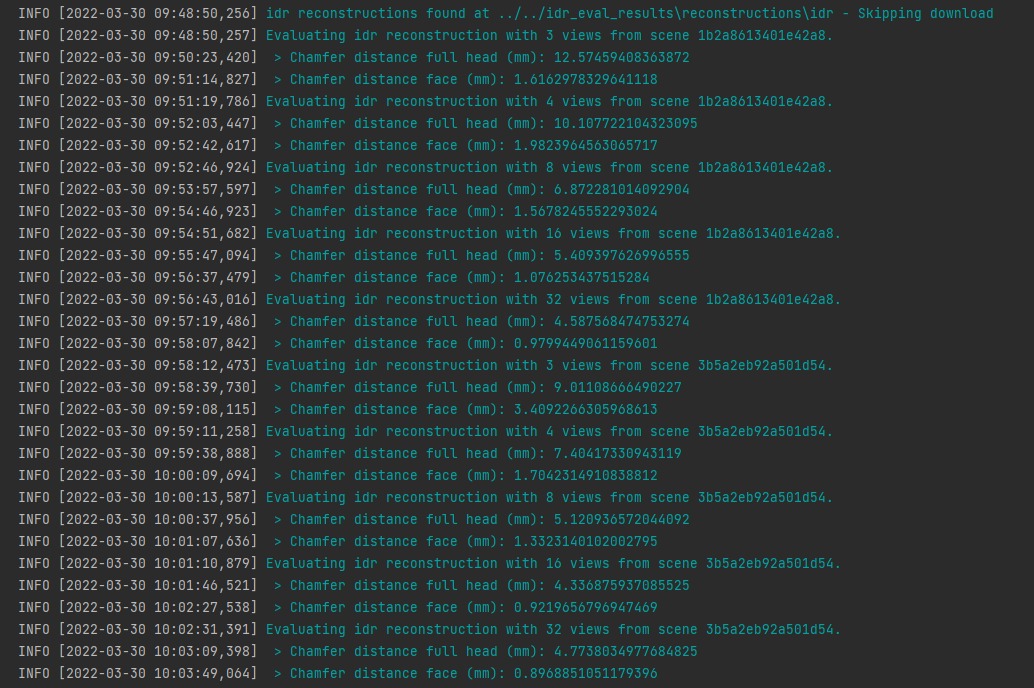 INFO [2022-03-30 09:48:50,256] idr reconstructions found at ../../idr_eval_results\reconstructions\idr - Skipping download
INFO [2022-03-30 09:48:50,257] Evaluating idr reconstruction with 3 views from scene 1b2a8613401e42a8.
INFO [2022-03-30 09:50:23,420]  > Chamfer distance full head (mm): 12.57459408363872
INFO [2022-03-30 09:51:14,827]  > Chamfer distance face (mm): 1.6162978329641118
INFO [2022-03-30 09:51:19,786] Evaluating idr reconstruction with 4 views from scene 1b2a8613401e42a8.
INFO [2022-03-30 09:52:03,447]  > Chamfer distance full head (mm): 10.107722104323095
INFO [2022-03-30 09:52:42,617]  > Chamfer distance face (mm): 1.9823964563065717
INFO [2022-03-30 09:52:46,924] Evaluating idr reconstruction with 8 views from scene 1b2a8613401e42a8.
INFO [2022-03-30 09:53:57,597]  > Chamfer distance full head (mm): 6.872281014092904
INFO [2022-03-30 09:54:46,923]  > Chamfer distance face (mm): 1.5678245552293024
INFO [2022-03-30 09:54:51,682] Evaluating idr reconstruction with 16 views from scene 1b2a8613401e42a8.
INFO [2022-03-30 09:55:47,094]  > Chamfer distance full head (mm): 5.409397626996555
INFO [2022-03-30 09:56:37,479]  > Chamfer distance face (mm): 1.076253437515284
INFO [2022-03-30 09:56:43,016] Evaluating idr reconstruction with 32 views from scene 1b2a8613401e42a8.
INFO [2022-03-30 09:57:19,486]  > Chamfer distance full head (mm): 4.587568474753274
INFO [2022-03-30 09:58:07,842]  > Chamfer distance face (mm): 0.9799449061159601
INFO [2022-03-30 09:58:12,473] Evaluating idr reconstruction with 3 views from scene 3b5a2eb92a501d54.
INFO [2022-03-30 09:58:39,730]  > Chamfer distance full head (mm): 9.01108666490227
INFO [2022-03-30 09:59:08,115]  > Chamfer distance face (mm): 3.4092266305968613
INFO [2022-03-30 09:59:11,258] Evaluating idr reconstruction with 4 views from scene 3b5a2eb92a501d54.
INFO [2022-03-30 09:59:38,888]  > Chamfer distance full head (mm): 7.40417330943119
INFO [2022-03-30 10:00:09,694]  > Chamfer distance face (mm): 1.7042314910838812
INFO [2022-03-30 10:00:13,587] Evaluating idr reconstruction with 8 views from scene 3b5a2eb92a501d54.
INFO [2022-03-30 10:00:37,956]  > Chamfer distance full head (mm): 5.120936572044092
INFO [2022-03-30 10:01:07,636]  > Chamfer distance face (mm): 1.3323140102002795
INFO [2022-03-30 10:01:10,879] Evaluating idr reconstruction with 16 views from scene 3b5a2eb92a501d54.
INFO [2022-03-30 10:01:46,521]  > Chamfer distance full head (mm): 4.336875937085525
INFO [2022-03-30 10:02:27,538]  > Chamfer distance face (mm): 0.9219656796947469
INFO [2022-03-30 10:02:31,391] Evaluating idr reconstruction with 32 views from scene 3b5a2eb92a501d54.
INFO [2022-03-30 10:03:09,398]  > Chamfer distance full head (mm): 4.7738034977684825
INFO [2022-03-30 10:03:49,064]  > Chamfer distance face (mm): 0.8968851051179396